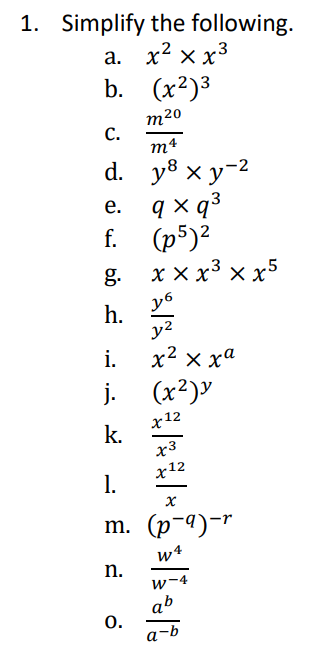 1. Simplify the following.
a. x² × x³
b. (x²)³
c. m²⁰/m⁴
d. y⁸ × y⁻²
e. q × q³
f. (p⁵)²
g. x × x³ × x⁵
h. y⁶/y²
i. x² × xᵃ
j. (x²)ʸ
k. x¹²/x³
l. x¹²/x
m. (p^−q)^−r
n. w⁴/w⁻⁴
o. aᵇ/a^−b